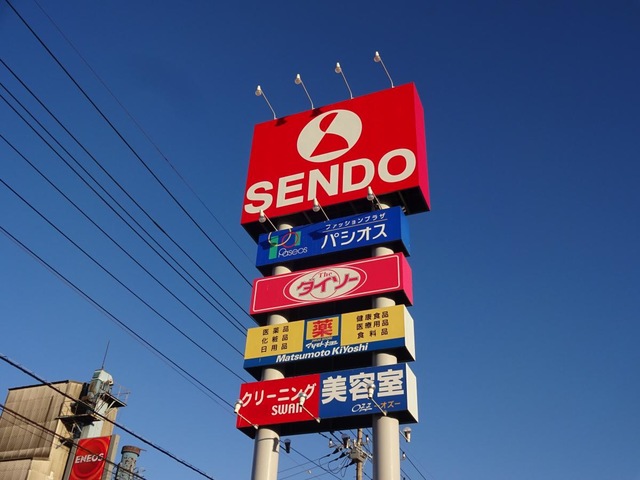 SENDO
ファッションプラザ
パシオス
Paseos
The
ダイソー
医薬品
化粧品
日用品
薬
マツモトキヨシ
健康食品
医療用品
食料品
Matsumoto KiYoshi
クリーニング
SWAN
美容室
OZZ -オズ-
ENEOS